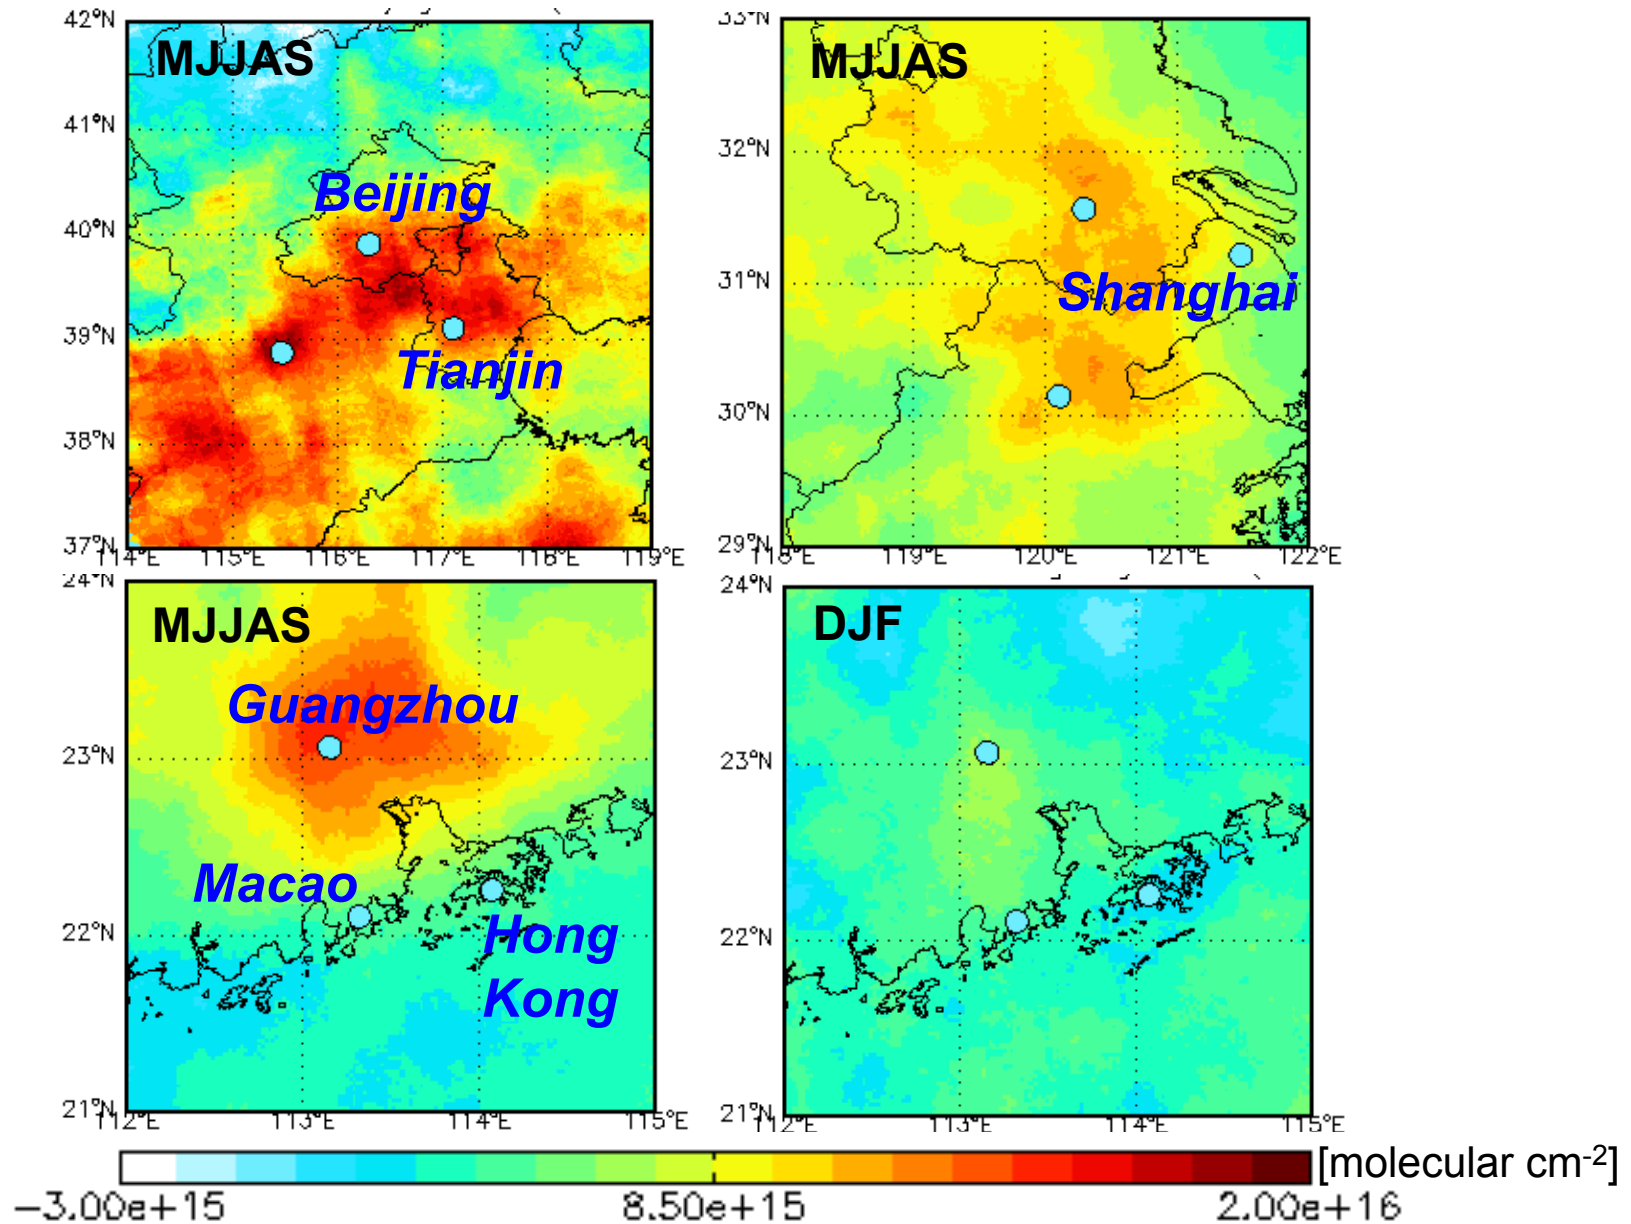 42°N
MJJAS
41°N
Beijing
40°N
39°N
Tianjin
38°N
37°N
114°E 115°E 116°E 117°E 118°E 119°E
33°N
MJJAS
32°N
31°N
Shanghai
30°N
29°N
118°E 119°E 120°E 121°E 122°E
24°N
MJJAS
Guangzhou
23°N
Macao
22°N
Hong
Kong
21°N
112°E 113°E 114°E 115°E
24°N
DJF
23°N
22°N
21°N
112°E 113°E 114°E 115°E
[molecular cm-2]
−3.00e+15 8.50e+15 2.00e+16